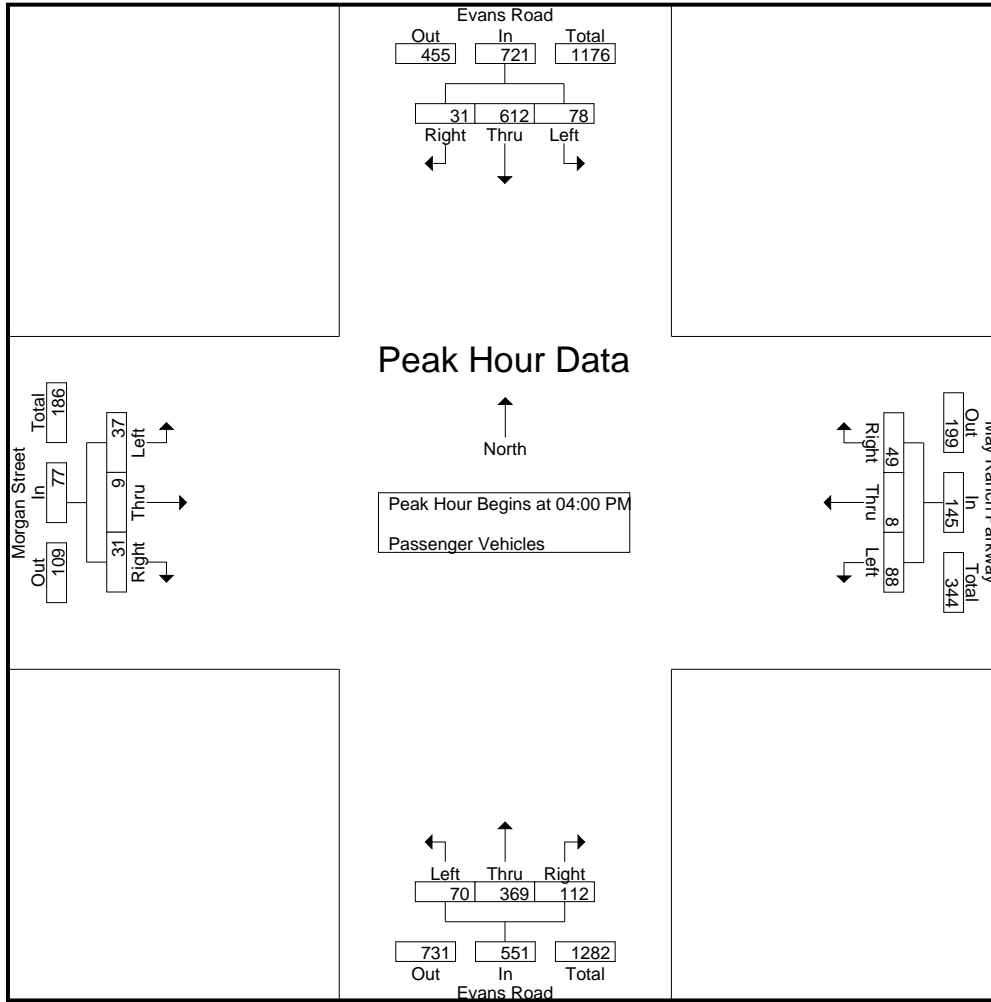 Evans Road
Out In Total
455 721 1176
31 612 78
Right Thru Left
Peak Hour Data
North
Peak Hour Begins at 04:00 PM
Passenger Vehicles
Morgan Street
Total In Out
186 77 109
37 9 31
Left Thru Right
May Ranch Parkway
Out In Total
199 145 344
49 8 88
Right Thru Left
Left Thru Right
70 369 112
731 551 1282
Out In Total
Evans Road